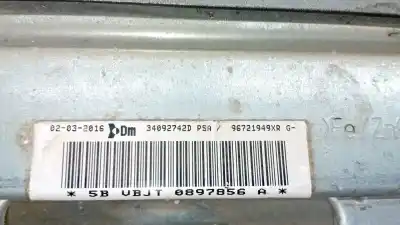 02-03-2016 Dm 34092742D PSA / 96721949XR G-
* 5B VBJT 0897856 A *